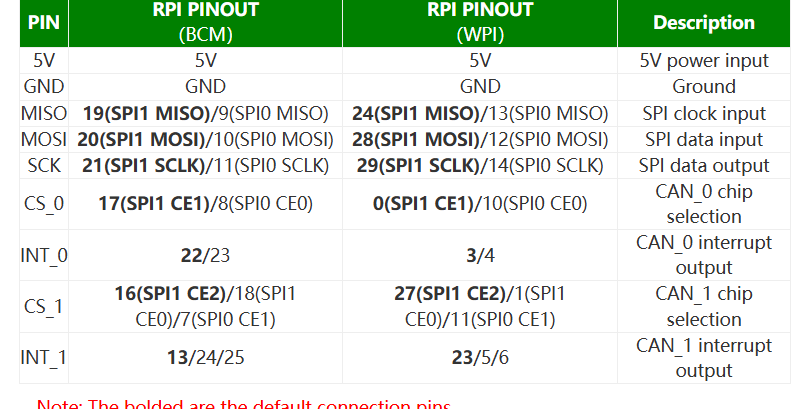 PIN RPI PINOUT (BCM) RPI PINOUT (WPI) Description
5V 5V 5V 5V power input
GND GND GND Ground
MISO 19(SPI1 MISO)/9(SPI0 MISO) 24(SPI1 MISO)/13(SPI0 MISO) SPI clock input
MOSI 20(SPI1 MOSI)/10(SPI0 MOSI) 28(SPI1 MOSI)/12(SPI0 MOSI) SPI data input
SCK 21(SPI1 SCLK)/11(SPI0 SCLK) 29(SPI1 SCLK)/14(SPI0 SCLK) SPI data output
CS_0 17(SPI1 CE1)/8(SPI0 CE0) 0(SPI1 CE1)/10(SPI0 CE0) CAN_0 chip selection
INT_0 22/23 3/4 CAN_0 interrupt output
CS_1 16(SPI1 CE2)/18(SPI1 CE0)/7(SPI0 CE1) 27(SPI1 CE2)/1(SPI1 CE0)/11(SPI0 CE1) CAN_1 chip selection
INT_1 13/24/25 23/5/6 CAN_1 interrupt output
Note: The bolded are the default connection pins